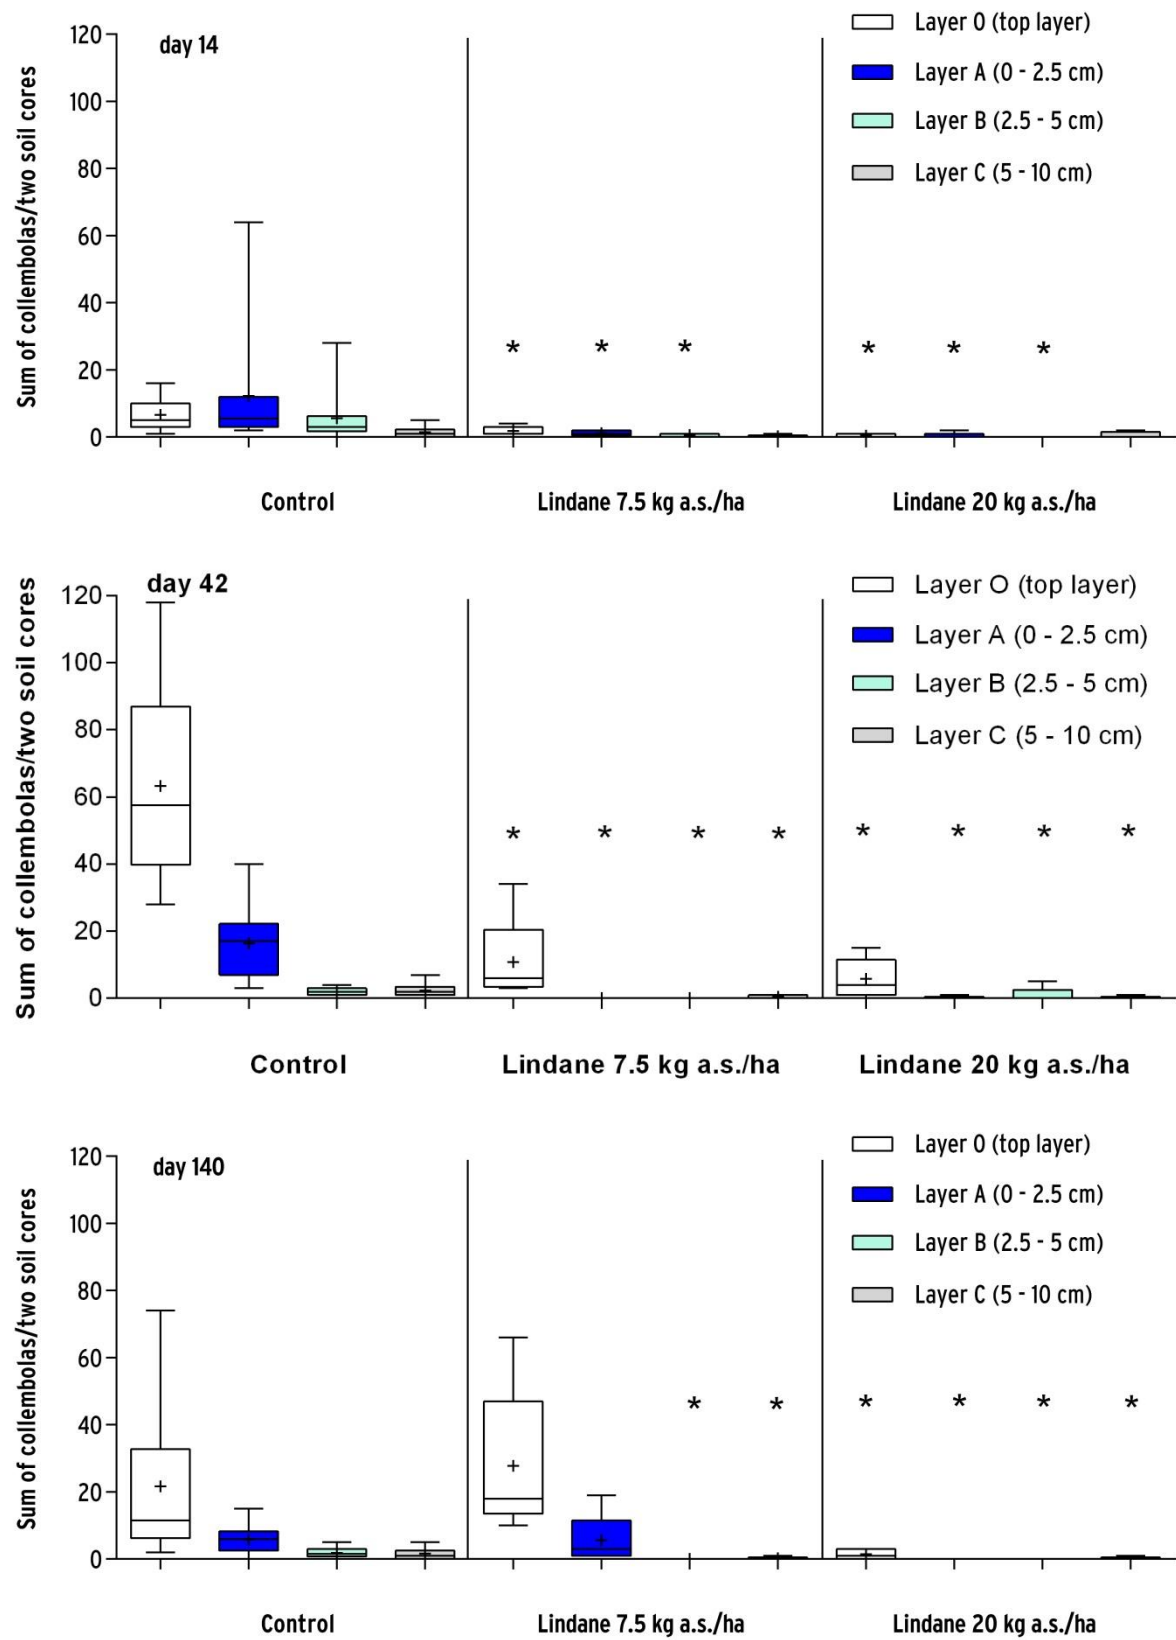 day 14
Sum of collembolas/two soil cores
120
100
80
60
40
20
0
Layer O (top layer)
Layer A (0 - 2.5 cm)
Layer B (2.5 - 5 cm)
Layer C (5 - 10 cm)
* * * * * *
Control
Lindane 7.5 kg a.s./ha
Lindane 20 kg a.s./ha
day 42
Sum of collembolas/two soil cores
120
100
80
60
40
20
0
Layer O (top layer)
Layer A (0 - 2.5 cm)
Layer B (2.5 - 5 cm)
Layer C (5 - 10 cm)
* * * * * * * *
Control
Lindane 7.5 kg a.s./ha
Lindane 20 kg a.s./ha
day 140
Sum of collembolas/two soil cores
120
100
80
60
40
20
0
Layer O (top layer)
Layer A (0 - 2.5 cm)
Layer B (2.5 - 5 cm)
Layer C (5 - 10 cm)
* * * * * *
Control
Lindane 7.5 kg a.s./ha
Lindane 20 kg a.s./ha